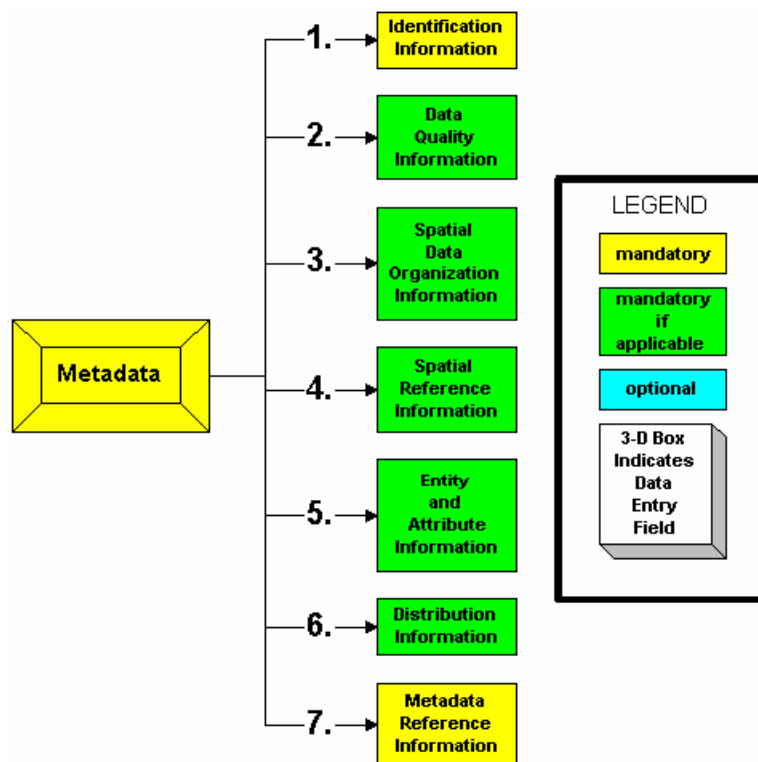 Metadata
1.
Identification
Information
2.
Data
Quality
Information
3.
Spatial
Data
Organization
Information
4.
Spatial
Reference
Information
5.
Entity
and
Attribute
Information
6.
Distribution
Information
7.
Metadata
Reference
Information
LEGEND
mandatory
mandatory
if
applicable
optional
3-D Box
Indicates
Data
Entry
Field